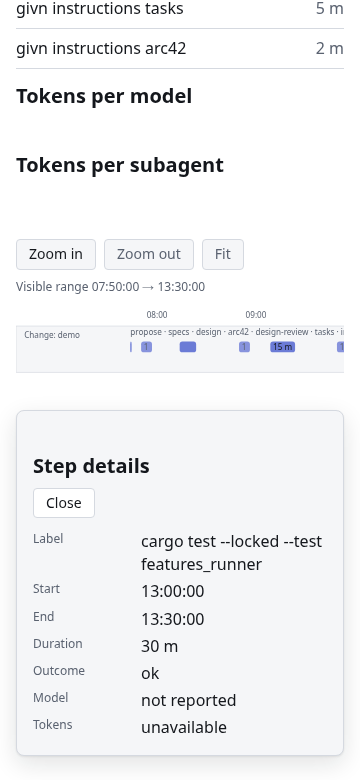 givn instructions tasks 5 m
givn instructions arc42 2 m
Tokens per model
Tokens per subagent
Zoom in Zoom out Fit
Visible range 07:50:00 → 13:30:00
08:00 09:00
Change: demo propose · specs · design · arc42 · design-review · tasks ·
1 1 15 m 1
Step details
Close
Label cargo test --locked --test
features_runner
Start 13:00:00
End 13:30:00
Duration 30 m
Outcome ok
Model not reported
Tokens unavailable